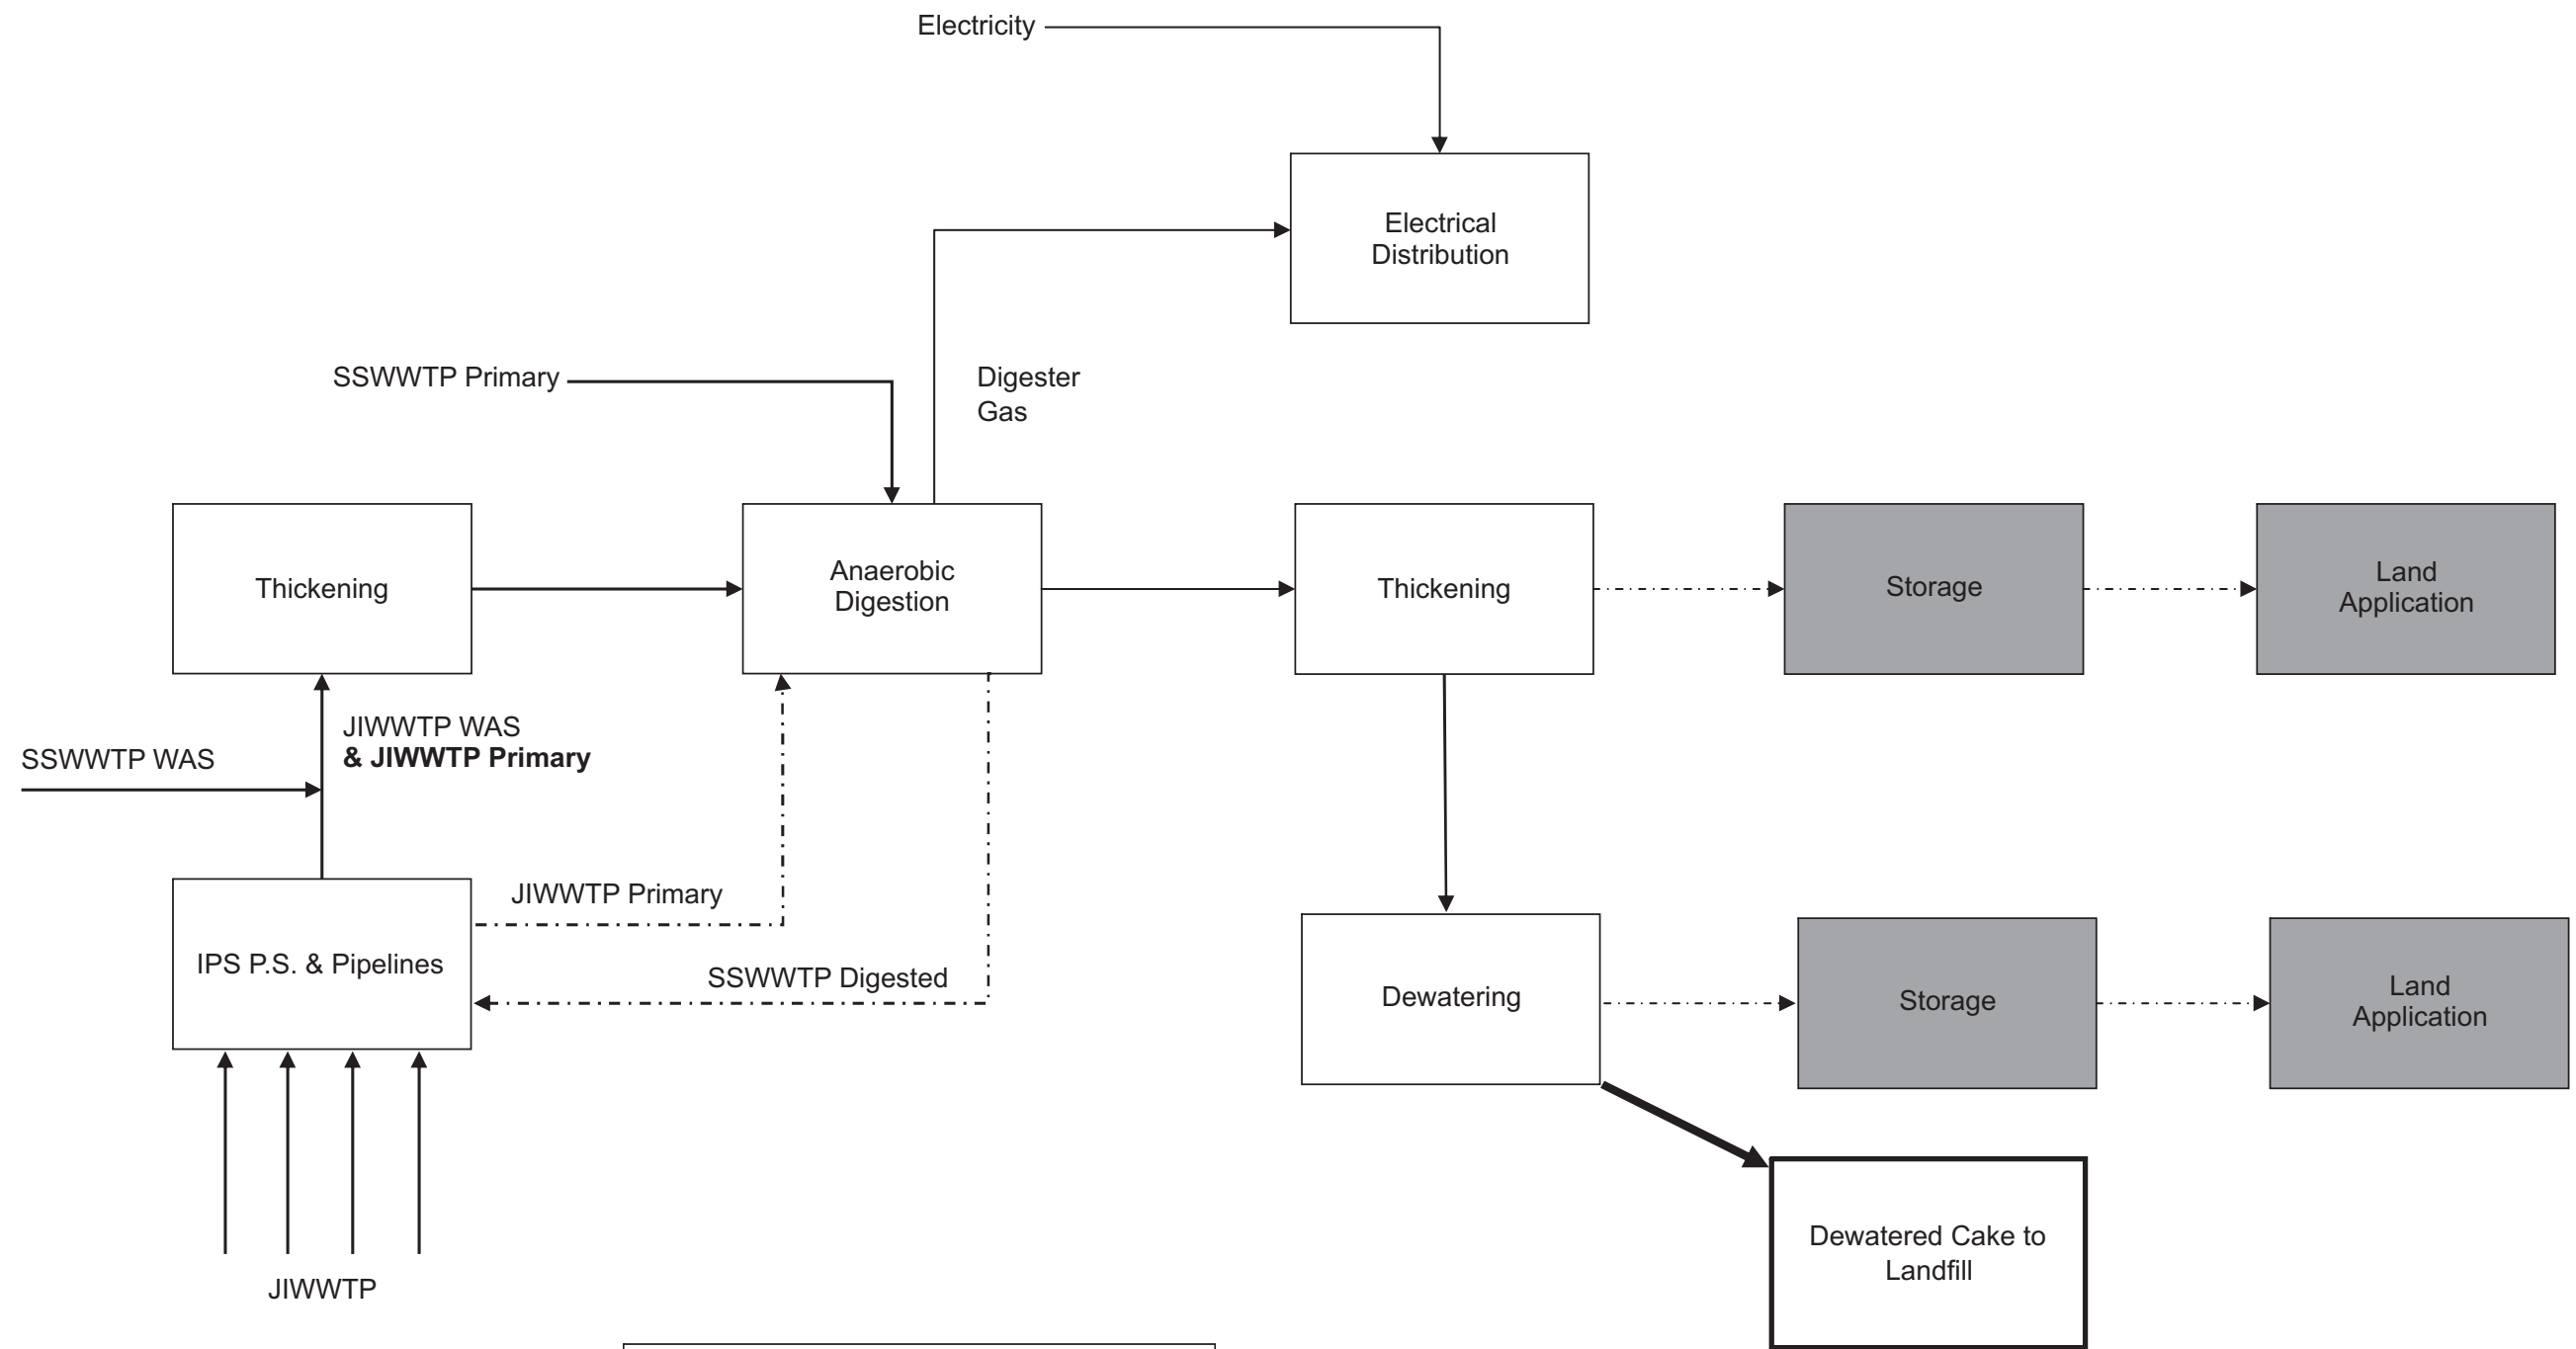 Electricity
Electrical
Distribution
SSWWTP Primary
Digester
Gas
Thickening
Anaerobic
Digestion
Thickening
Storage
Land
Application
JIWWTP WAS
& JIWWTP Primary
SSWWTP WAS
JIWWTP Primary
IPS P.S. & Pipelines
SSWWTP Digested
Dewatering
Storage
Land
Application
Dewatered Cake to
Landfill
JIWWTP